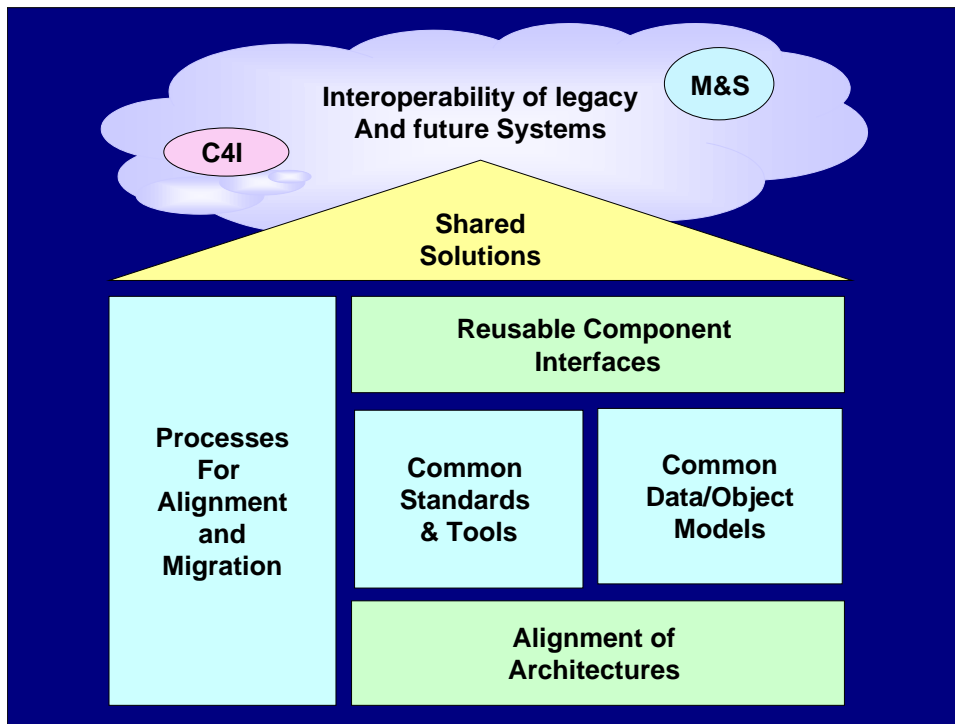 Interoperability of legacy
And future Systems
M&S
C4I
Shared
Solutions
Reusable Component
Interfaces
Processes
For
Alignment
and
Migration
Common
Standards
& Tools
Common
Data/Object
Models
Alignment of
Architectures